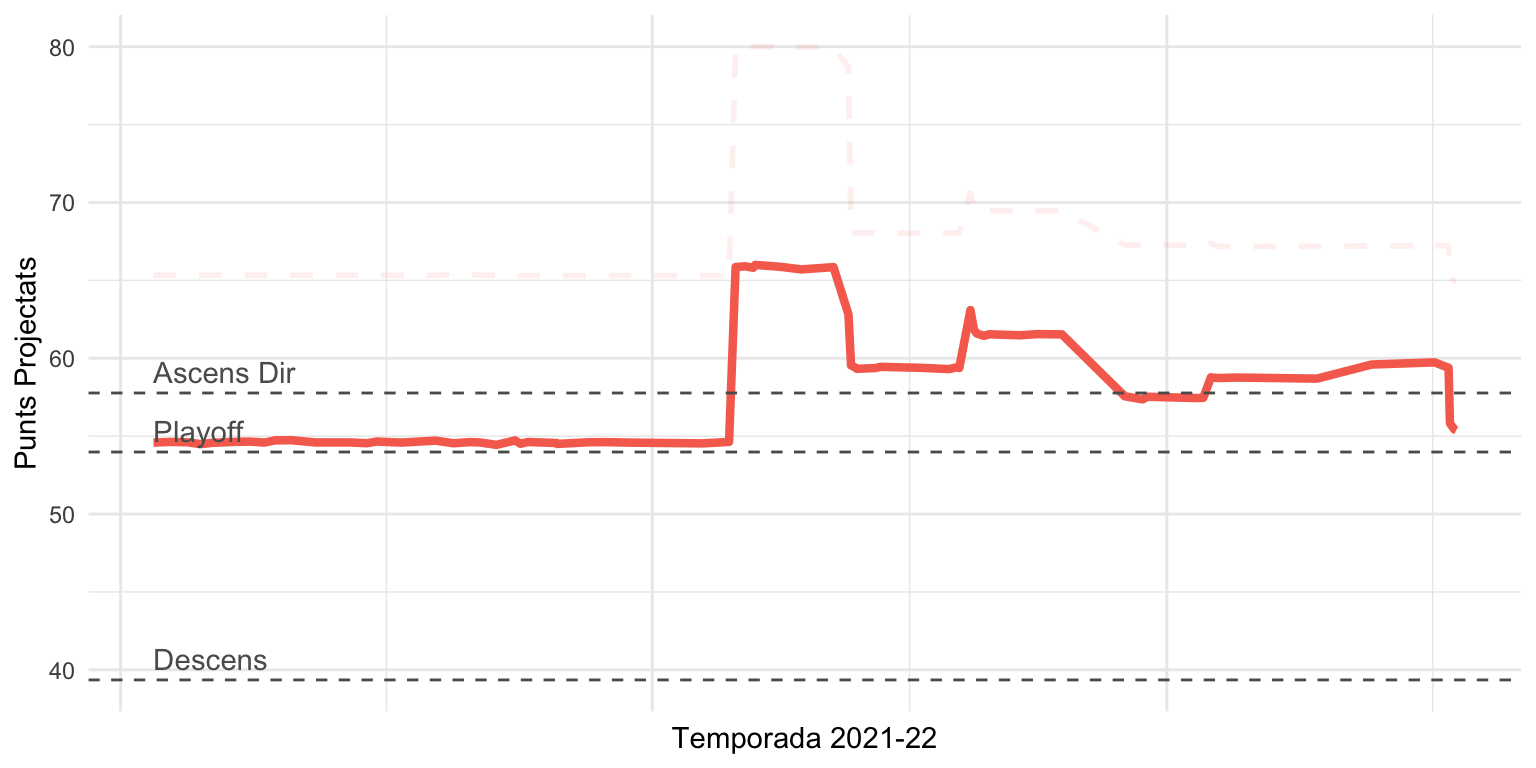 80
70
60
50
40
Punts Projectats
Ascens Dir
Playoff
Descens
Temporada 2021-22